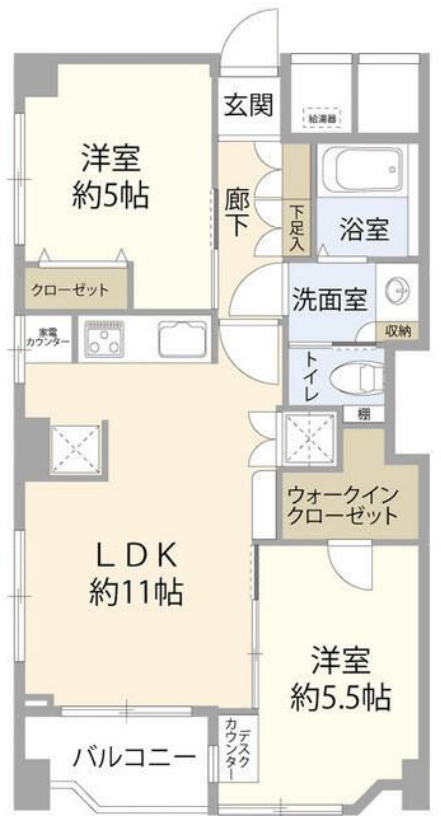 玄関
給湯器
洋室
約5帖
廊下
下足入
浴室
クローゼット
洗面室
収納
家電
カウンター
トイレ
棚
ウォークイン
クローゼット
LDK
約11帖
洋室
約5.5帖
デスク
カウンター
バルコニー